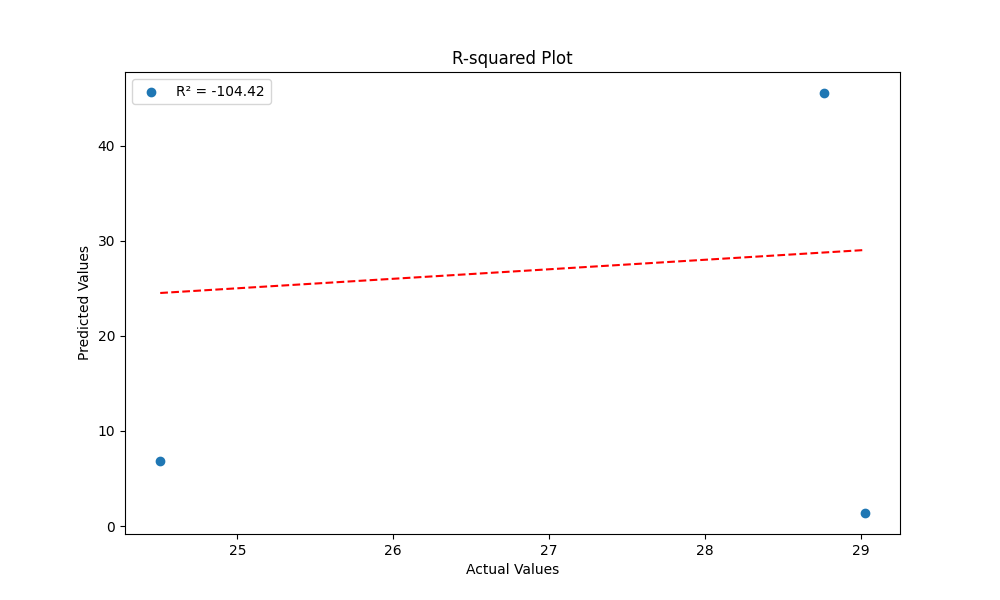 R-squared Plot
R² = -104.42
40
30
20
10
0
Predicted Values
25
26
27
28
29
Actual Values